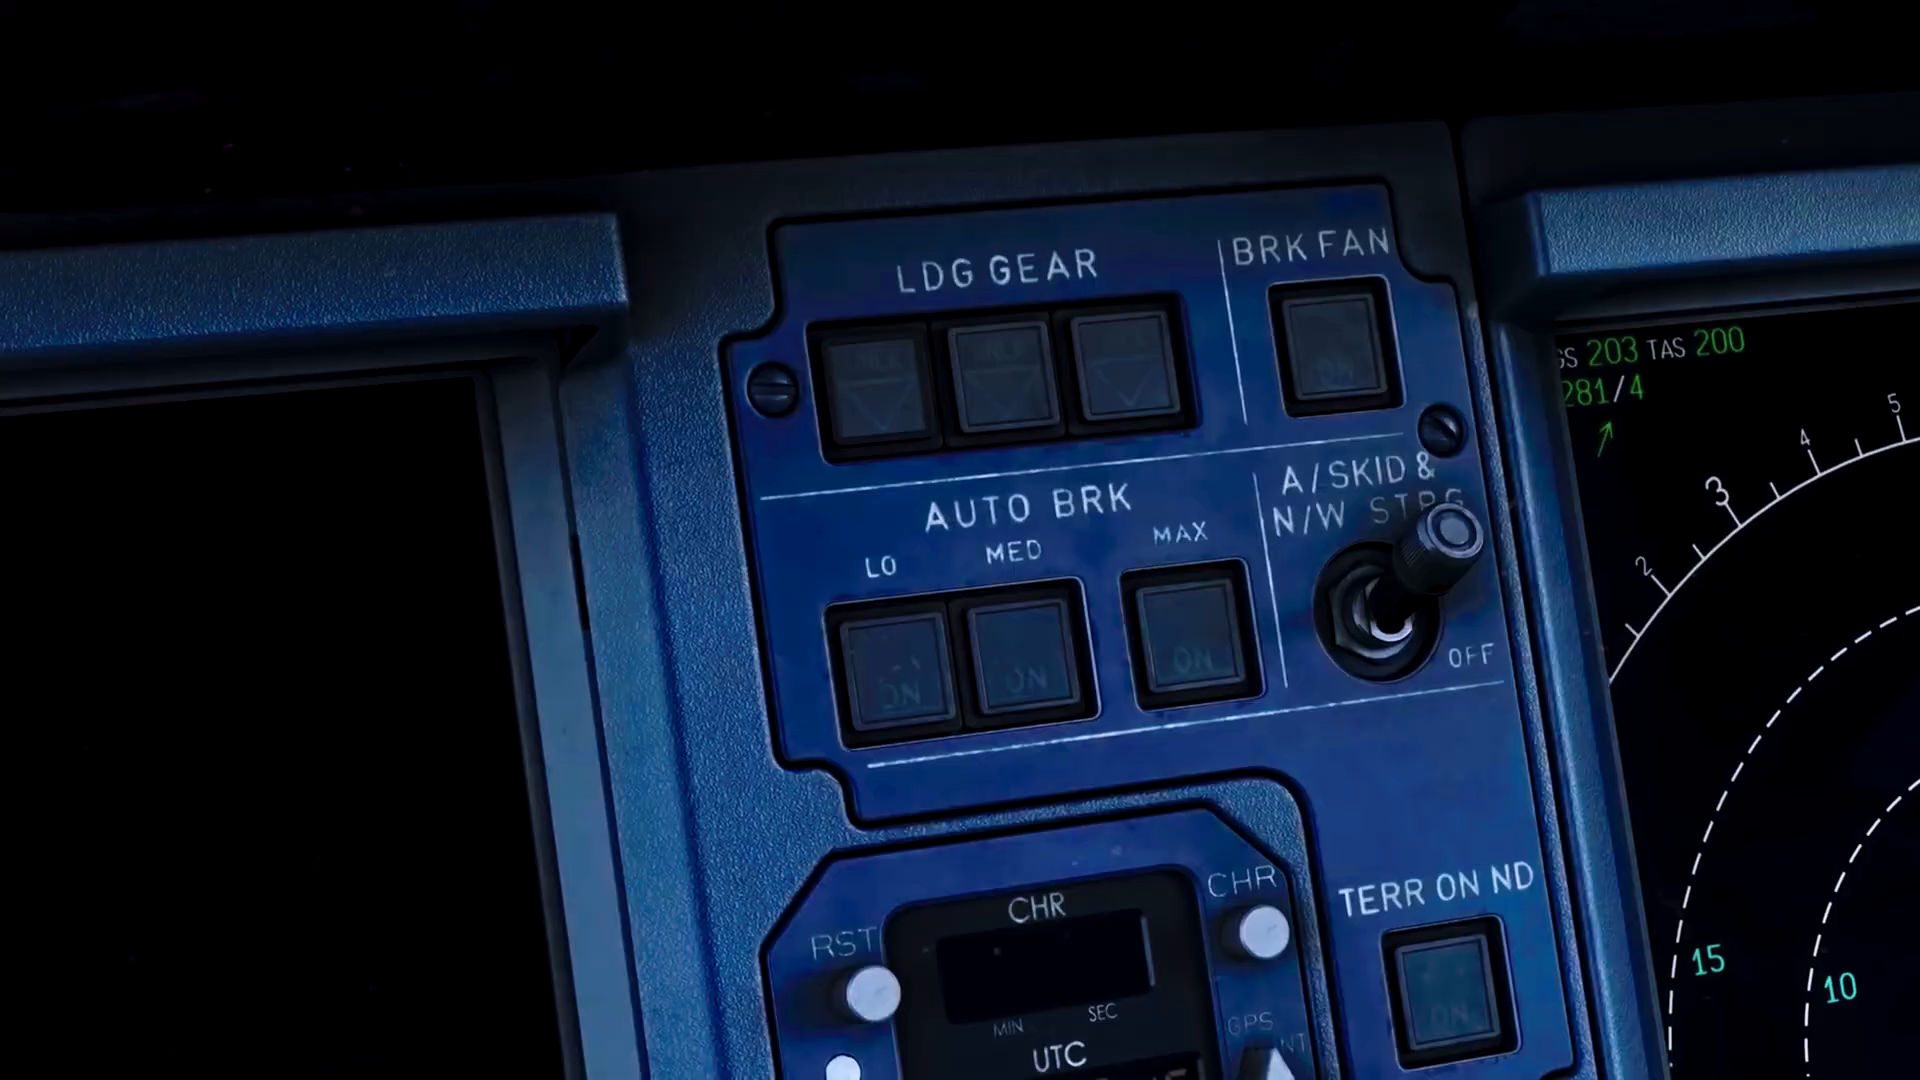 LDG GEAR
BRK FAN
ON
GS 203 TAS 200
281/4
A/SKID &
N/W STRG
AUTO BRK
LO
MED
MAX
ON
ON
ON
OFF
5
4
3
2
TERR ON ND
ON
CHR
CHR
RST
MIN
SEC
GPS
UTC
15
10